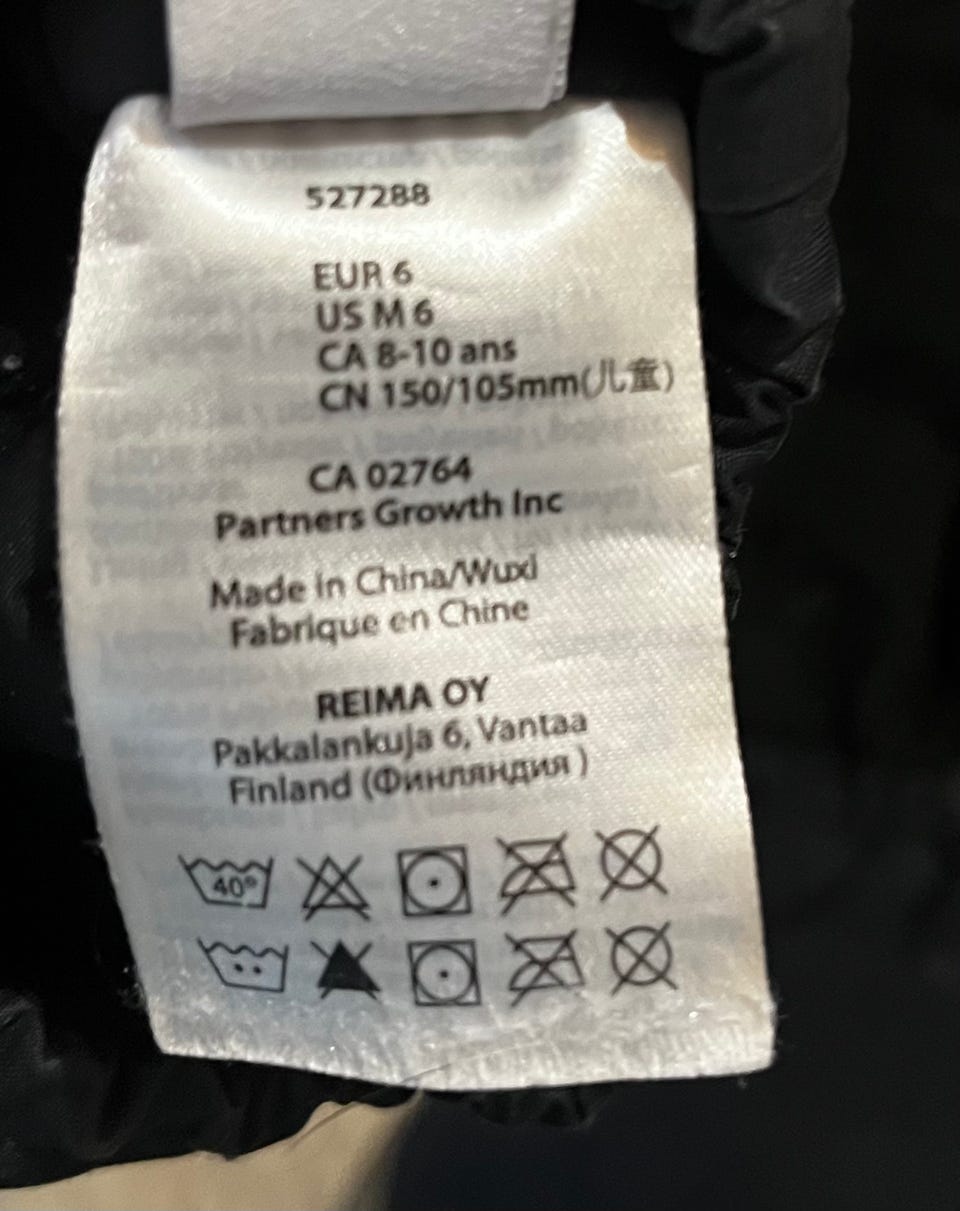 527288
EUR 6
US M 6
CA 8-10 ans
CN 150/105mm(儿童)
CA 02764
Partners Growth Inc
Made in China/Wuxi
Fabrique en Chine
REIMA OY
Pakkalankuja 6, Vantaa
Finland (Финляндия )
40°